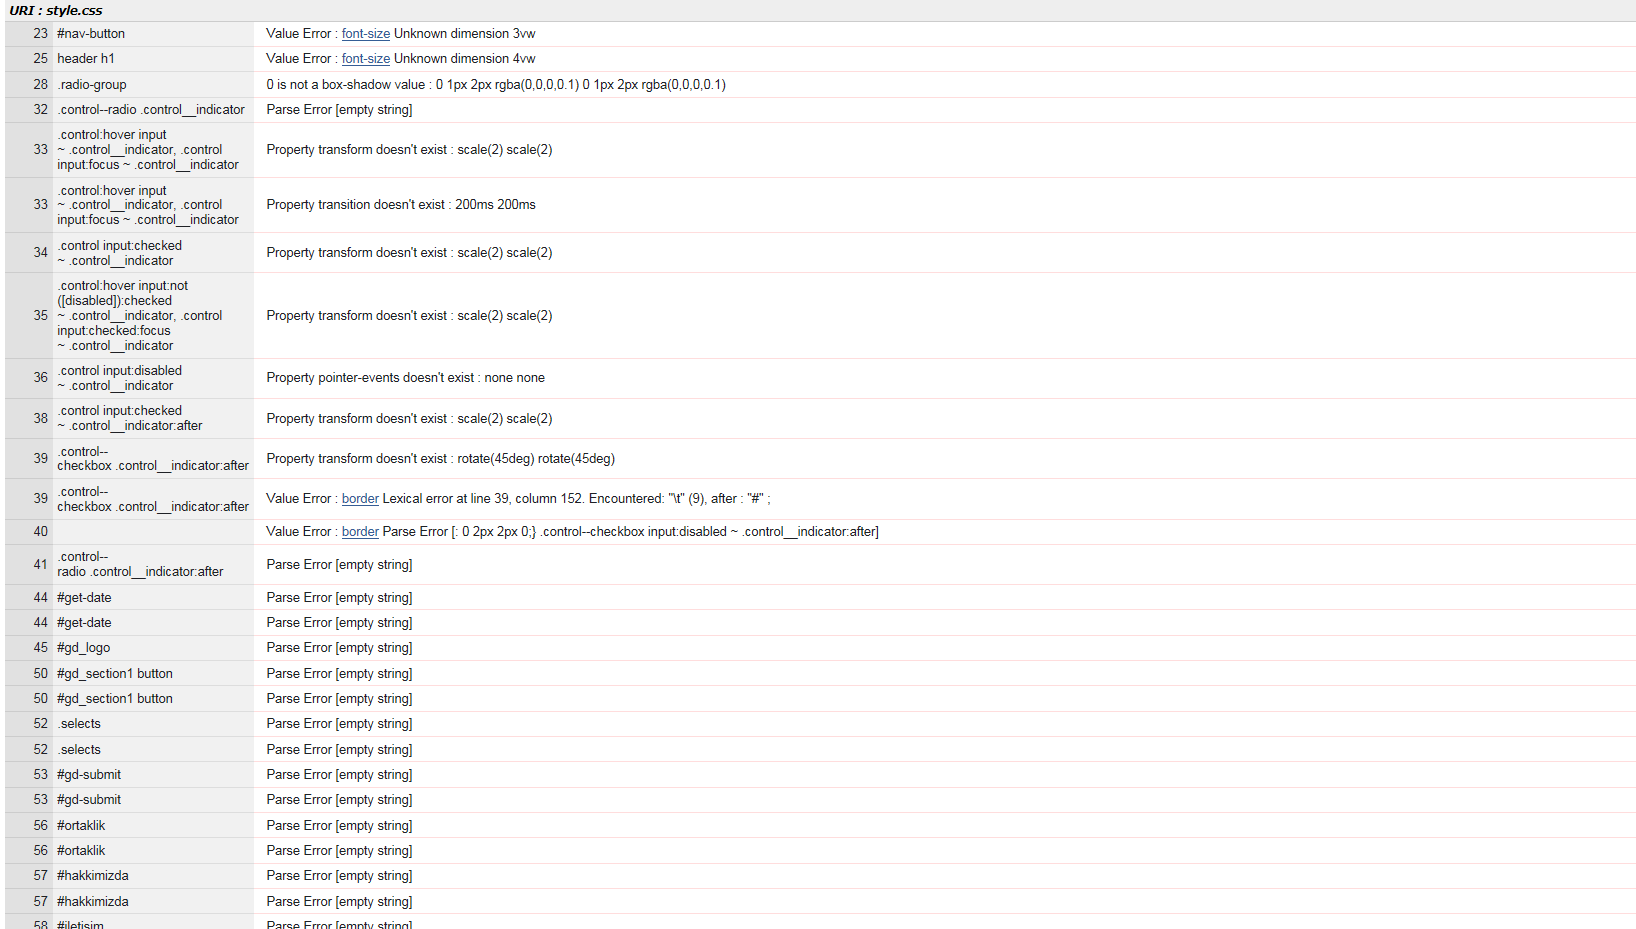 URI : style.css
23 #nav-button Value Error : font-size Unknown dimension 3vw
25 header h1 Value Error : font-size Unknown dimension 4vw
28 .radio-group 0 is not a box-shadow value : 0 1px 2px rgba(0,0,0,0.1) 0 1px 2px rgba(0,0,0,0.1)
32 .control--radio .control__indicator Parse Error [empty string]
.control:hover input
33 ~ .control__indicator, .control Property transform doesn't exist : scale(2) scale(2)
input:focus ~ .control__indicator
.control:hover input
33 ~ .control__indicator, .control Property transition doesn't exist : 200ms 200ms
input:focus ~ .control__indicator
34 .control input:checked Property transform doesn't exist : scale(2) scale(2)
~ .control__indicator
.control:hover input:not
([disabled]):checked
35 ~ .control__indicator, .control Property transform doesn't exist : scale(2) scale(2)
input:checked:focus
~ .control__indicator
36 .control input:disabled Property pointer-events doesn't exist : none none
~ .control__indicator
38 .control input:checked Property transform doesn't exist : scale(2) scale(2)
~ .control__indicator:after
39 .control-- Property transform doesn't exist : rotate(45deg) rotate(45deg)
checkbox .control__indicator:after
39 .control-- Value Error : border Lexical error at line 39, column 152. Encountered: "\t" (9), after : "#" ;
checkbox .control__indicator:after
40 Value Error : border Parse Error [: 0 2px 2px 0;} .control--checkbox input:disabled ~ .control__indicator:after]
41 .control-- Parse Error [empty string]
radio .control__indicator:after
44 #get-date Parse Error [empty string]
44 #get-date Parse Error [empty string]
45 #gd_logo Parse Error [empty string]
50 #gd_section1 button Parse Error [empty string]
50 #gd_section1 button Parse Error [empty string]
52 .selects Parse Error [empty string]
52 .selects Parse Error [empty string]
53 #gd-submit Parse Error [empty string]
53 #gd-submit Parse Error [empty string]
56 #ortaklik Parse Error [empty string]
56 #ortaklik Parse Error [empty string]
57 #hakkimizda Parse Error [empty string]
57 #hakkimizda Parse Error [empty string]
58 #iletisim Parse Error [empty string]